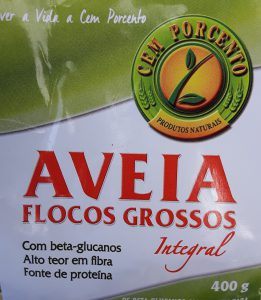 ver a Vida a Cem Porcento
CEM PORCENTO
PRODUTOS NATURAIS
AVEIA
FLOCOS GROSSOS
Integral
Com beta-glucanos
Alto teor em fibra
Fonte de proteína
400 g